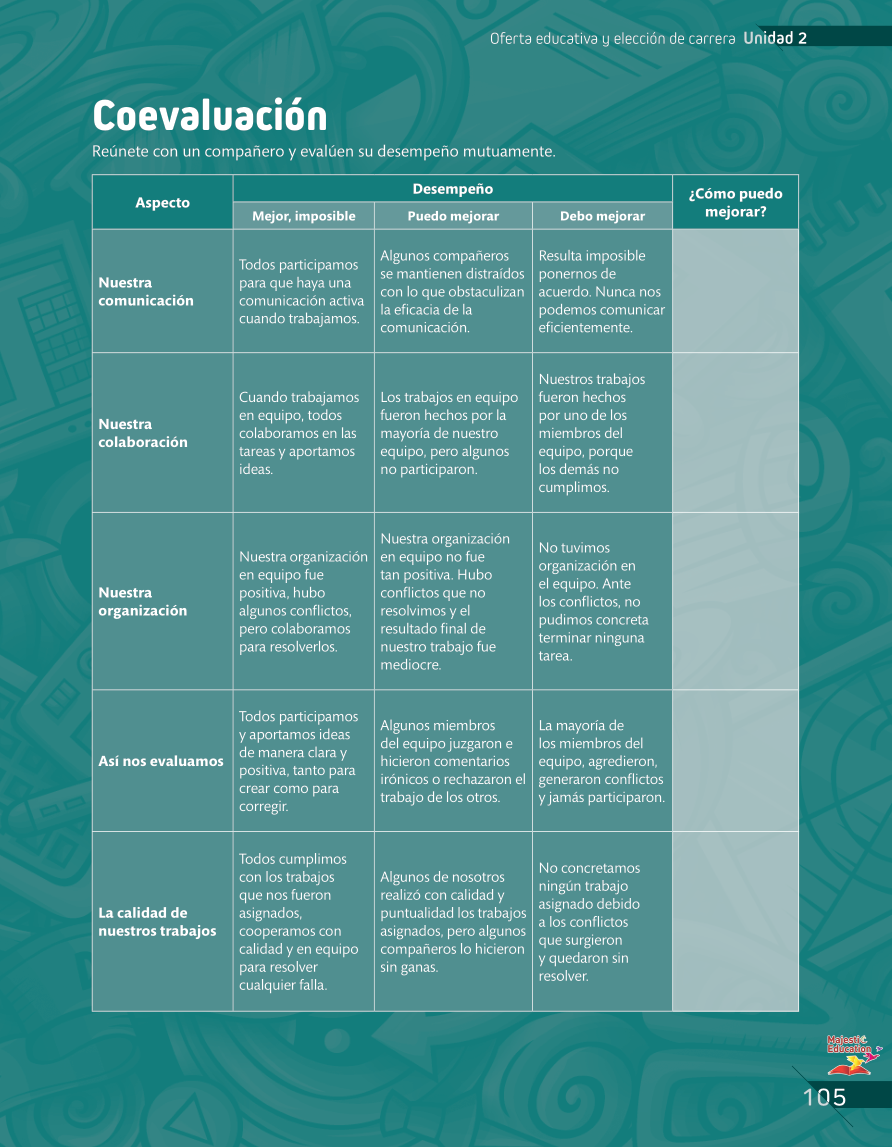 Oferta educativa y elección de carrera Unidad 2
Coevaluación
Reúnete con un compañero y evalúen su desempeño mutuamente.
Aspecto
Desempeño
¿Cómo puedo
mejorar?
Mejor, imposible
Puedo mejorar
Debo mejorar
Nuestra
comunicación
Todos participamos
para que haya una
comunicación activa
cuando trabajamos.
Algunos compañeros
se mantienen distraídos
con lo que obstaculizan
la eficacia de la
comunicación.
Resulta imposible
ponernos de
acuerdo. Nunca nos
podemos comunicar
eficientemente.
Nuestra
colaboración
Cuando trabajamos
en equipo, todos
colaboramos en las
tareas y aportamos
ideas.
Los trabajos en equipo
fueron hechos por la
mayoría de nuestro
equipo, pero algunos
no participaron.
Nuestros trabajos
fueron hechos
por uno de los
miembros del
equipo, porque
los demás no
cumplimos.
Nuestra
organización
Nuestra organización
en equipo fue
positiva, hubo
algunos conflictos,
pero colaboramos
para resolverlos.
Nuestra organización
en equipo no fue
tan positiva. Hubo
conflictos que no
resolvimos y el
resultado final de
nuestro trabajo fue
mediocre.
No tuvimos
organización en
el equipo. Ante
los conflictos, no
pudimos concreta
terminar ninguna
tarea.
Así nos evaluamos
Todos participamos
y aportamos ideas
de manera clara y
positiva, tanto para
crear como para
corregir.
Algunos miembros
del equipo juzgaron e
hicieron comentarios
irónicos o rechazaron el
trabajo de los otros.
La mayoría de
los miembros del
equipo, agredieron,
generaron conflictos
y jamás participaron.
La calidad de
nuestros trabajos
Todos cumplimos
con los trabajos
que nos fueron
asignados,
cooperamos con
calidad y en equipo
para resolver
cualquier falla.
Algunos de nosotros
realizó con calidad y
puntualidad los trabajos
asignados, pero algunos
compañeros lo hicieron
sin ganas.
No concretamos
ningún trabajo
asignado debido
a los conflictos
que surgieron
y quedaron sin
resolver.
Majestic
Education
105